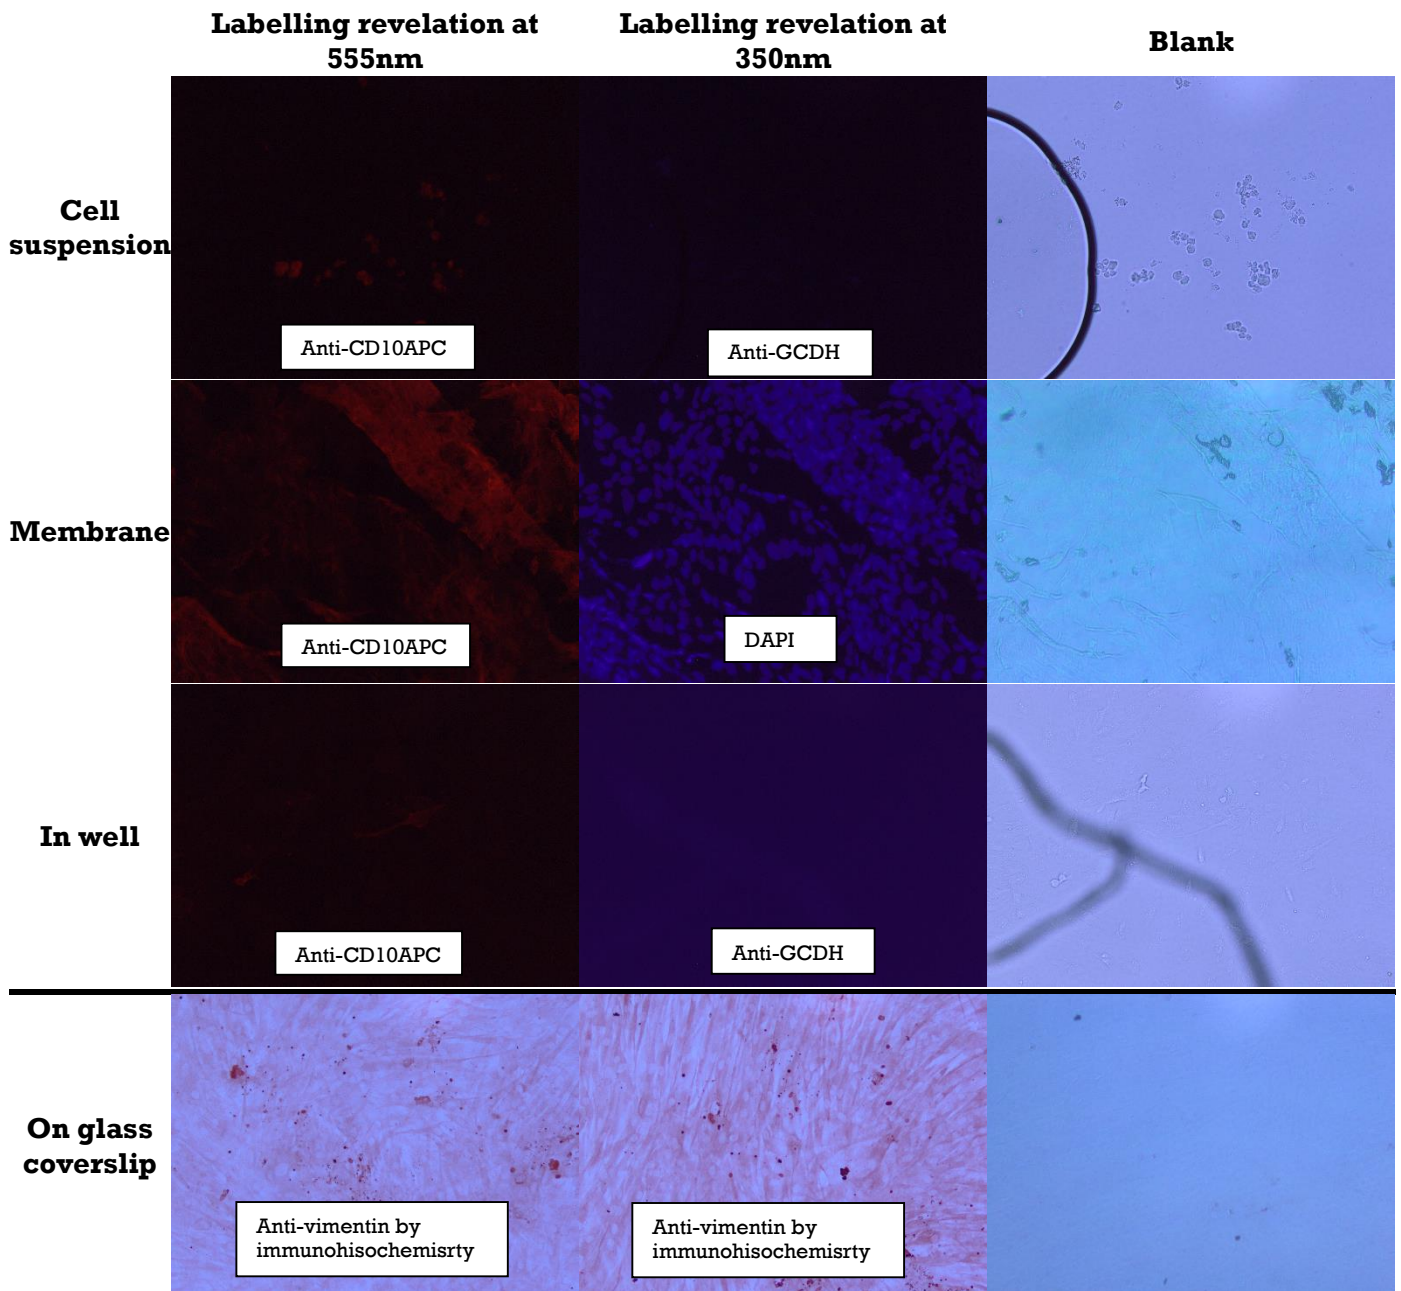 Labelling revelation at
555nm
Labelling revelation at
350nm
Blank
Cell
suspension
Anti-CD10APC
Anti-GCDH
Membrane
Anti-CD10APC
DAPI
In well
Anti-CD10APC
Anti-GCDH
On glass
coverslip
Anti-vimentin by
immunohisochemisrty
Anti-vimentin by
immunohisochemisrty